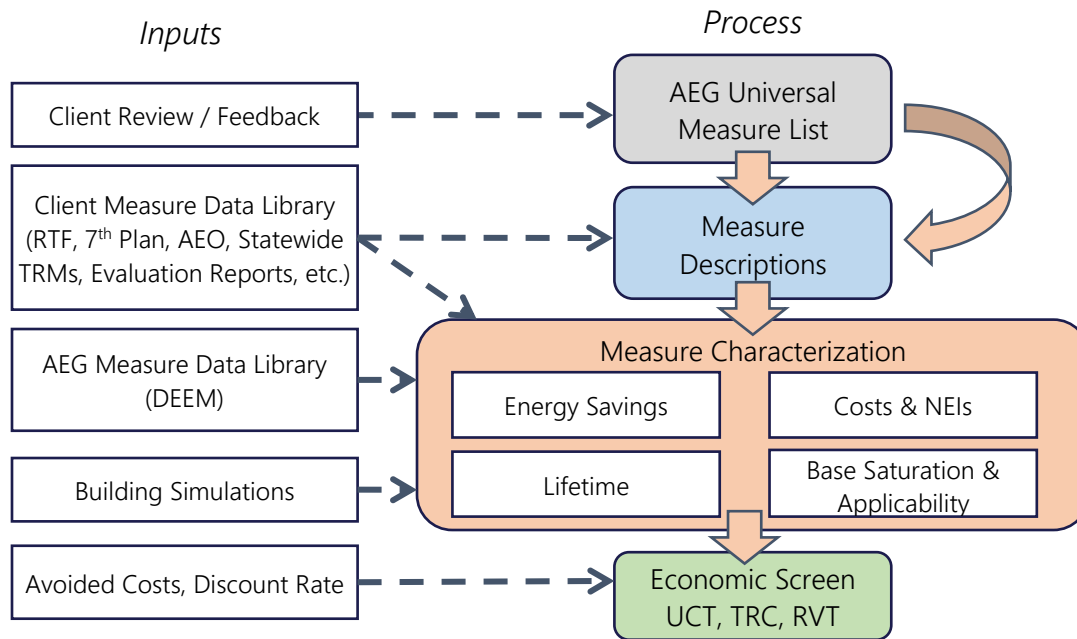 Inputs
Process
Client Review / Feedback
AEG Universal
Measure List
Client Measure Data Library
(RTF, 7th Plan, AEO, Statewide
TRMs, Evaluation Reports, etc.)
Measure
Descriptions
AEG Measure Data Library
(DEEM)
Measure Characterization
Energy Savings
Costs & NEIs
Building Simulations
Lifetime
Base Saturation &
Applicability
Avoided Costs, Discount Rate
Economic Screen
UCT, TRC, RVT